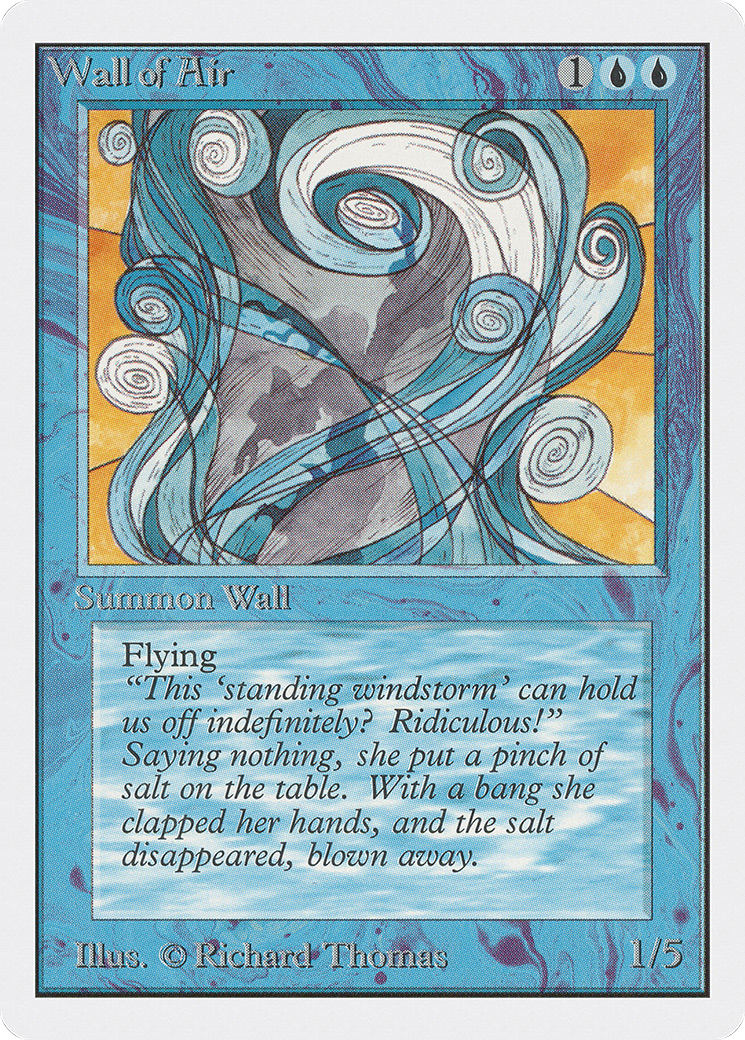 Wall of Air
1
Summon Wall
Flying
“This ‘standing windstorm’ can hold
us off indefinitely? Ridiculous!”
Saying nothing, she put a pinch of
salt on the table. With a bang she
clapped her hands, and the salt
disappeared, blown away.
Illus. © Richard Thomas
1/5